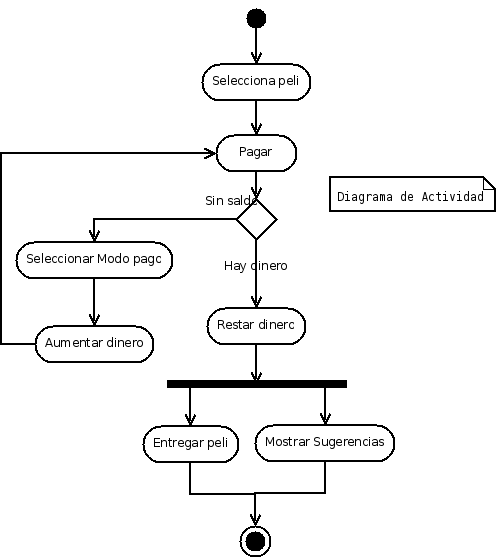 Selecciona peli
Pagar
Diagrama de Actividad
Sin saldo
Seleccionar Modo pago
Hay dinero
Restar dinero
Aumentar dinero
Entregar peli
Mostrar Sugerencias